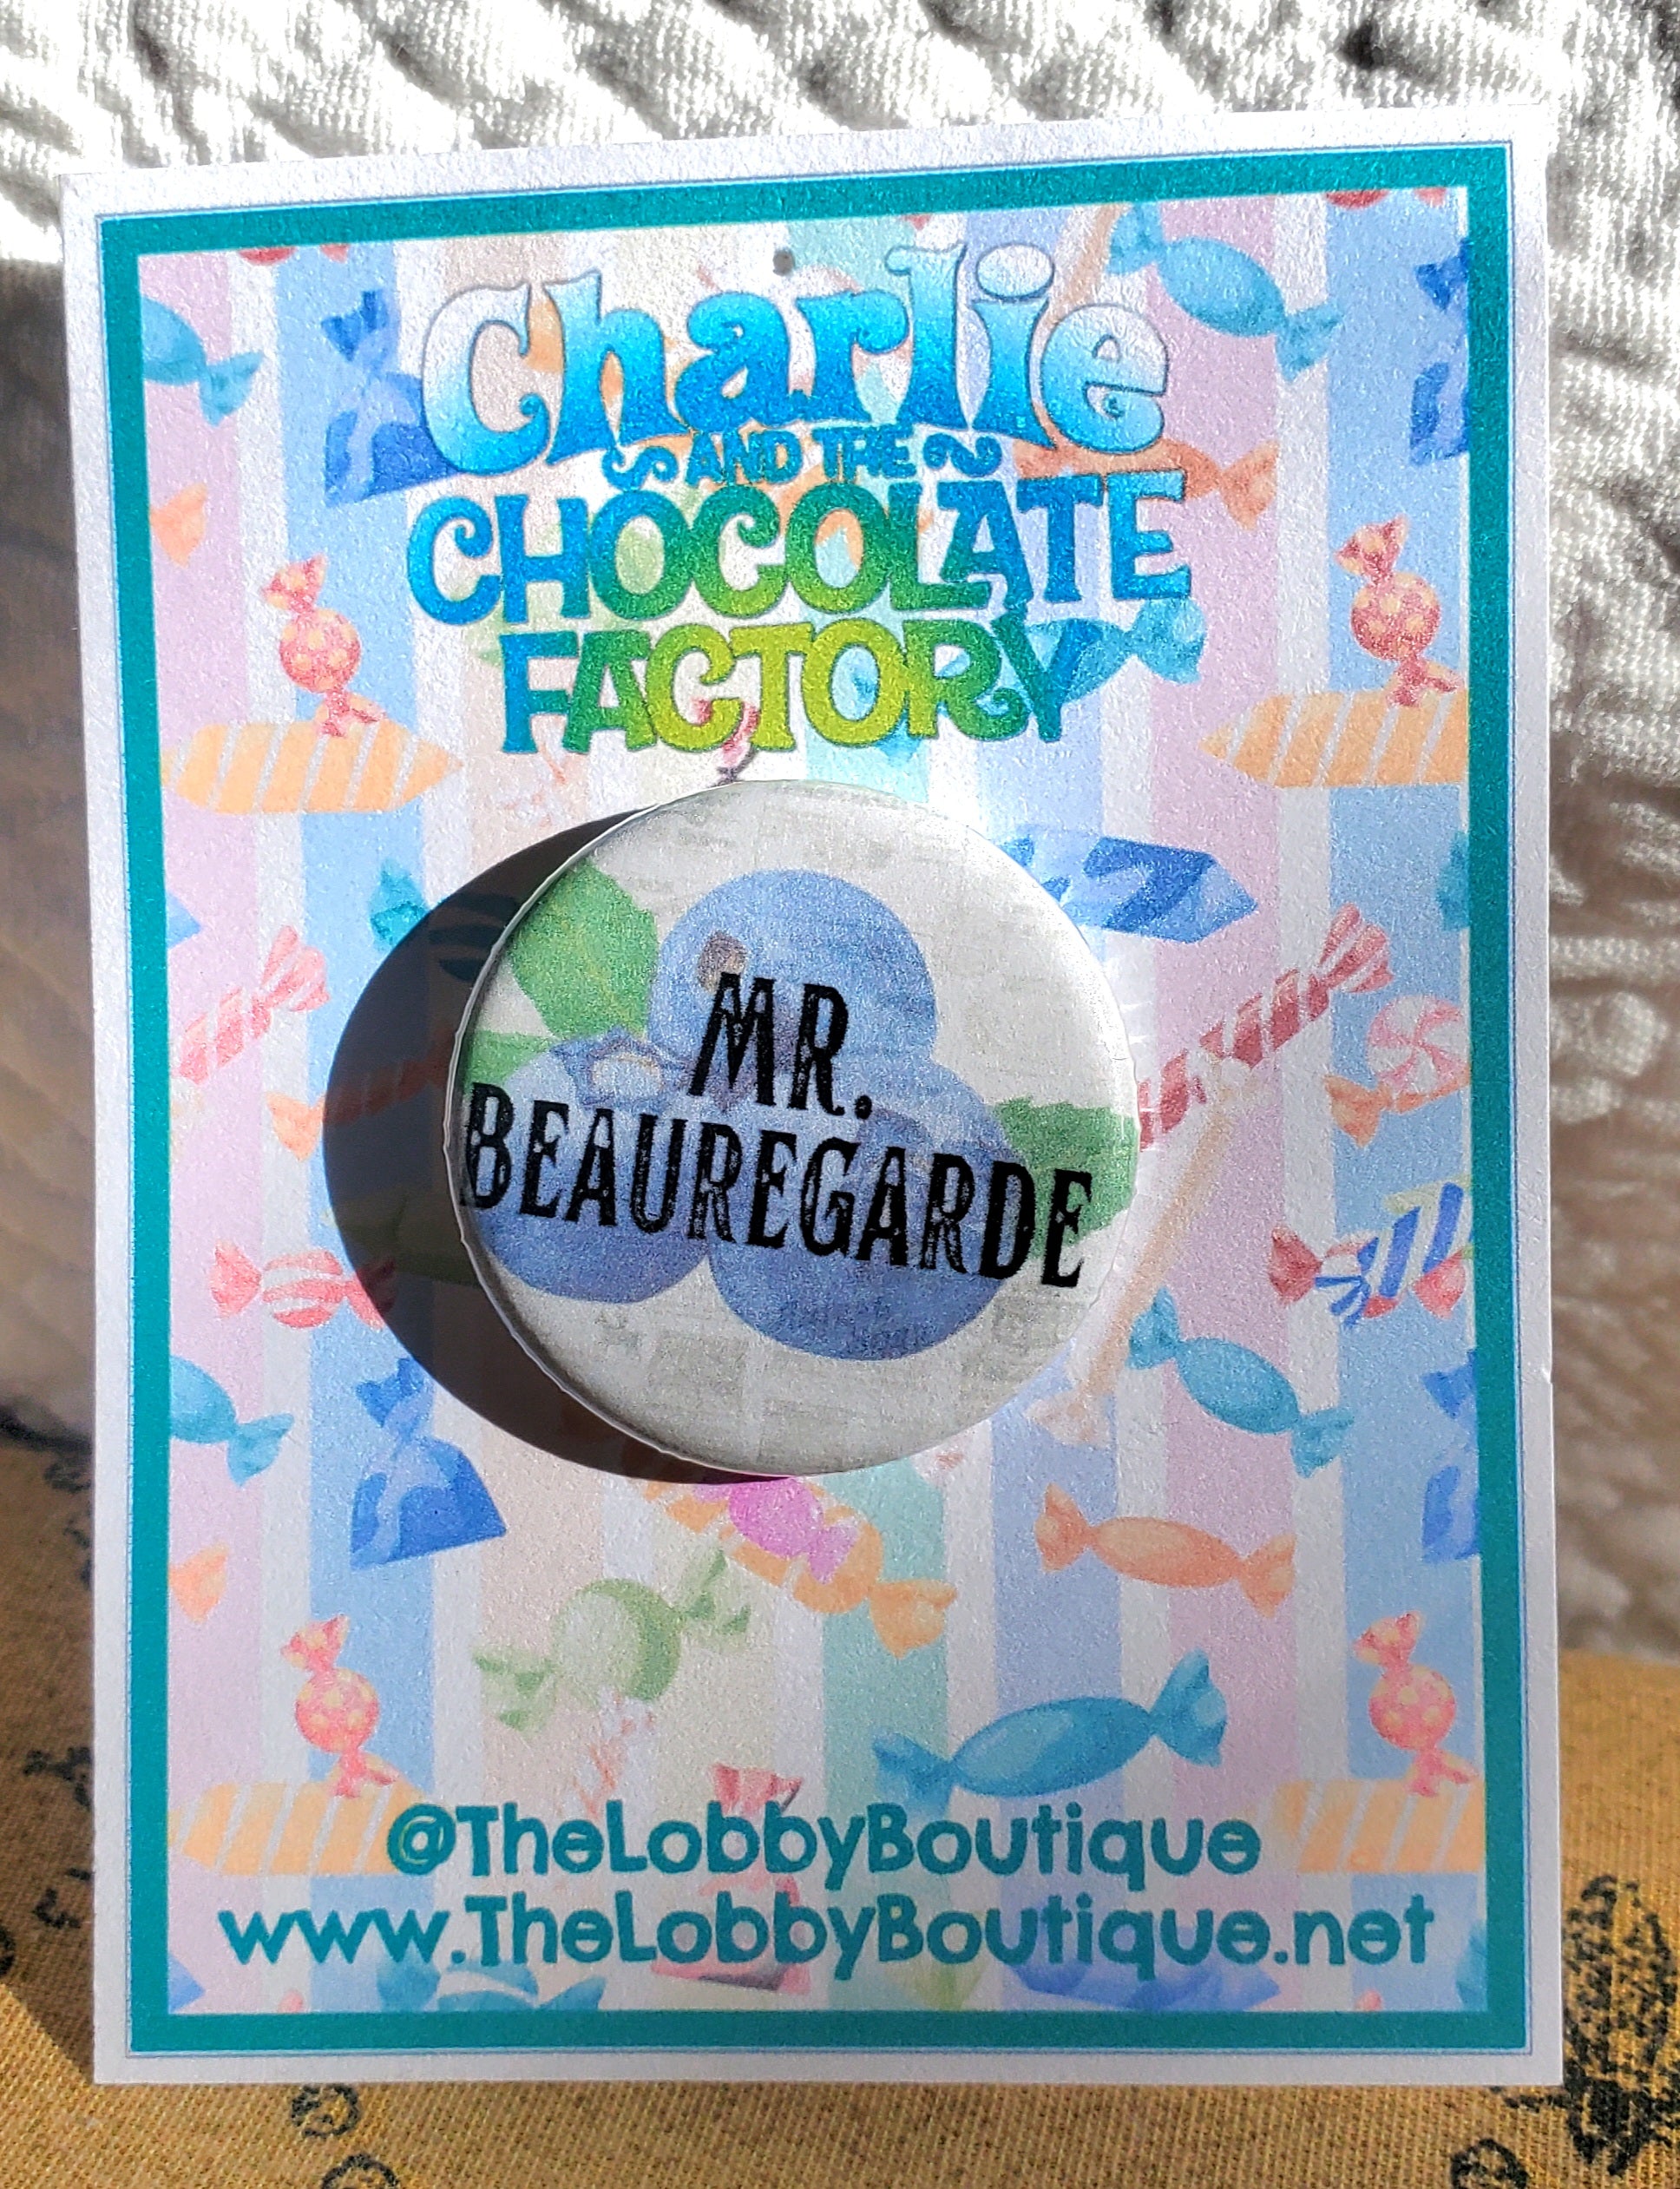 Charlie
AND THE
CHOCOLATE
FACTORY
MR.
BEAUREGARDE
@TheLobbyBoutique
www.TheLobbyBoutique.net